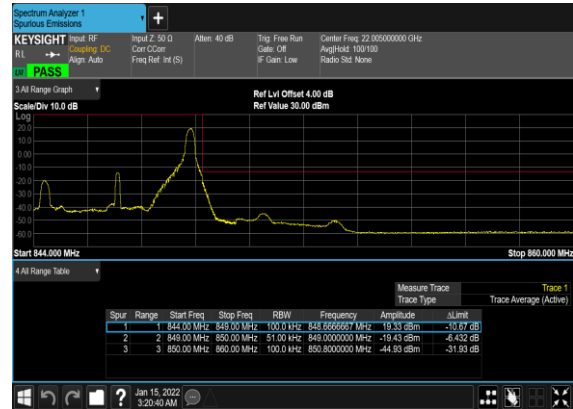 Spectrum Analyzer 1
Spurious Emissions
KEYSIGHT Input: RF Input Z: 50 Ω Atten: 40 dB Trig: Free Run Center Freq: 22.005000000 GHz
R L Coupling: DC Corr CCorr Gate: Off Avg|Hold: 100/100
Align: Auto Freq Ref: Int (S) IF Gain: Low Radio Std: None
LXI PASS
3 All Range Graph
Ref Lvl Offset 4.00 dB
Scale/Div 10.0 dB Ref Value 30.00 dBm
Log
20.0
10.0
0.00
-10.0
-20.0
-30.0
-40.0
-50.0
-60.0
Start 844.000 MHz Stop 860.000 MHz
4 All Range Table
Measure Trace Trace 1
Trace Type Trace Average (Active)
Spur Range Start Freq Stop Freq RBW Frequency Amplitude ΔLimit
1 1 844.00 MHz 849.00 MHz 100.0 kHz 848.6666667 MHz 19.33 dBm -10.67 dB
2 2 849.00 MHz 850.00 MHz 51.00 kHz 849.0000000 MHz -19.43 dBm -6.432 dB
3 3 850.00 MHz 860.00 MHz 100.0 kHz 850.8000000 MHz -44.93 dBm -31.93 dB
? Jan 15, 2022
3:20:40 AM